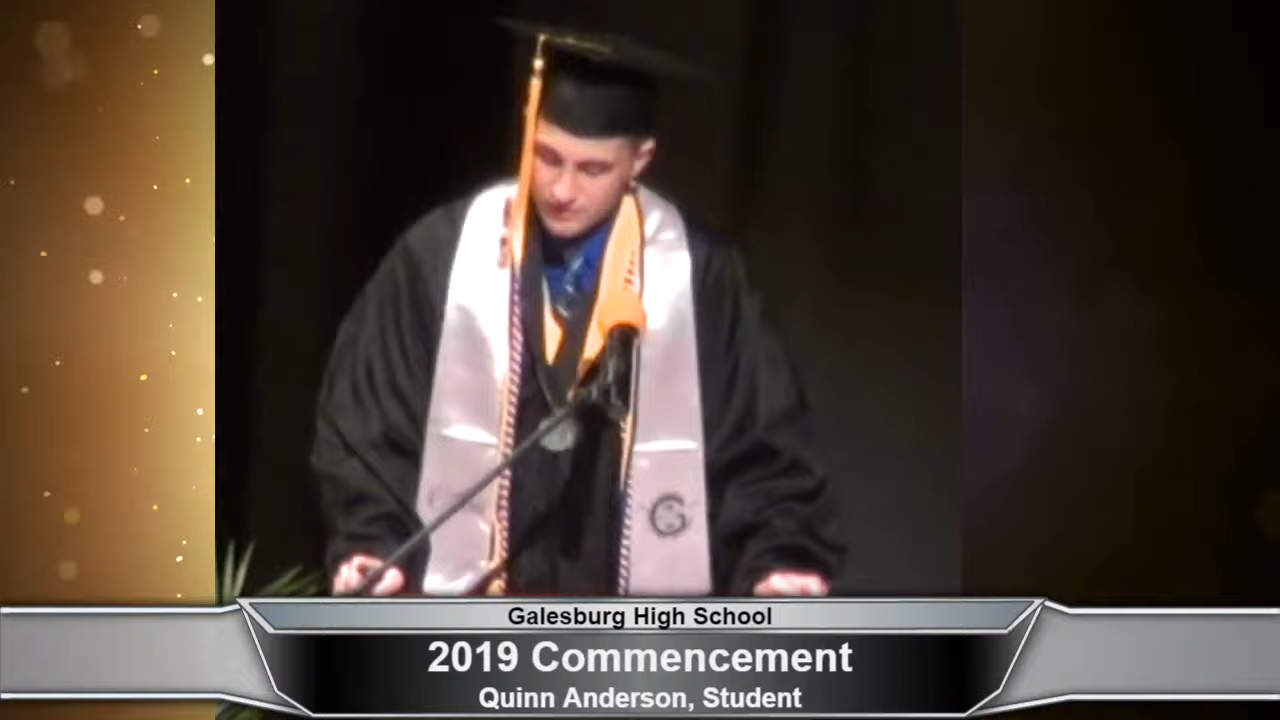 G
Galesburg High School
2019 Commencement
Quinn Anderson, Student